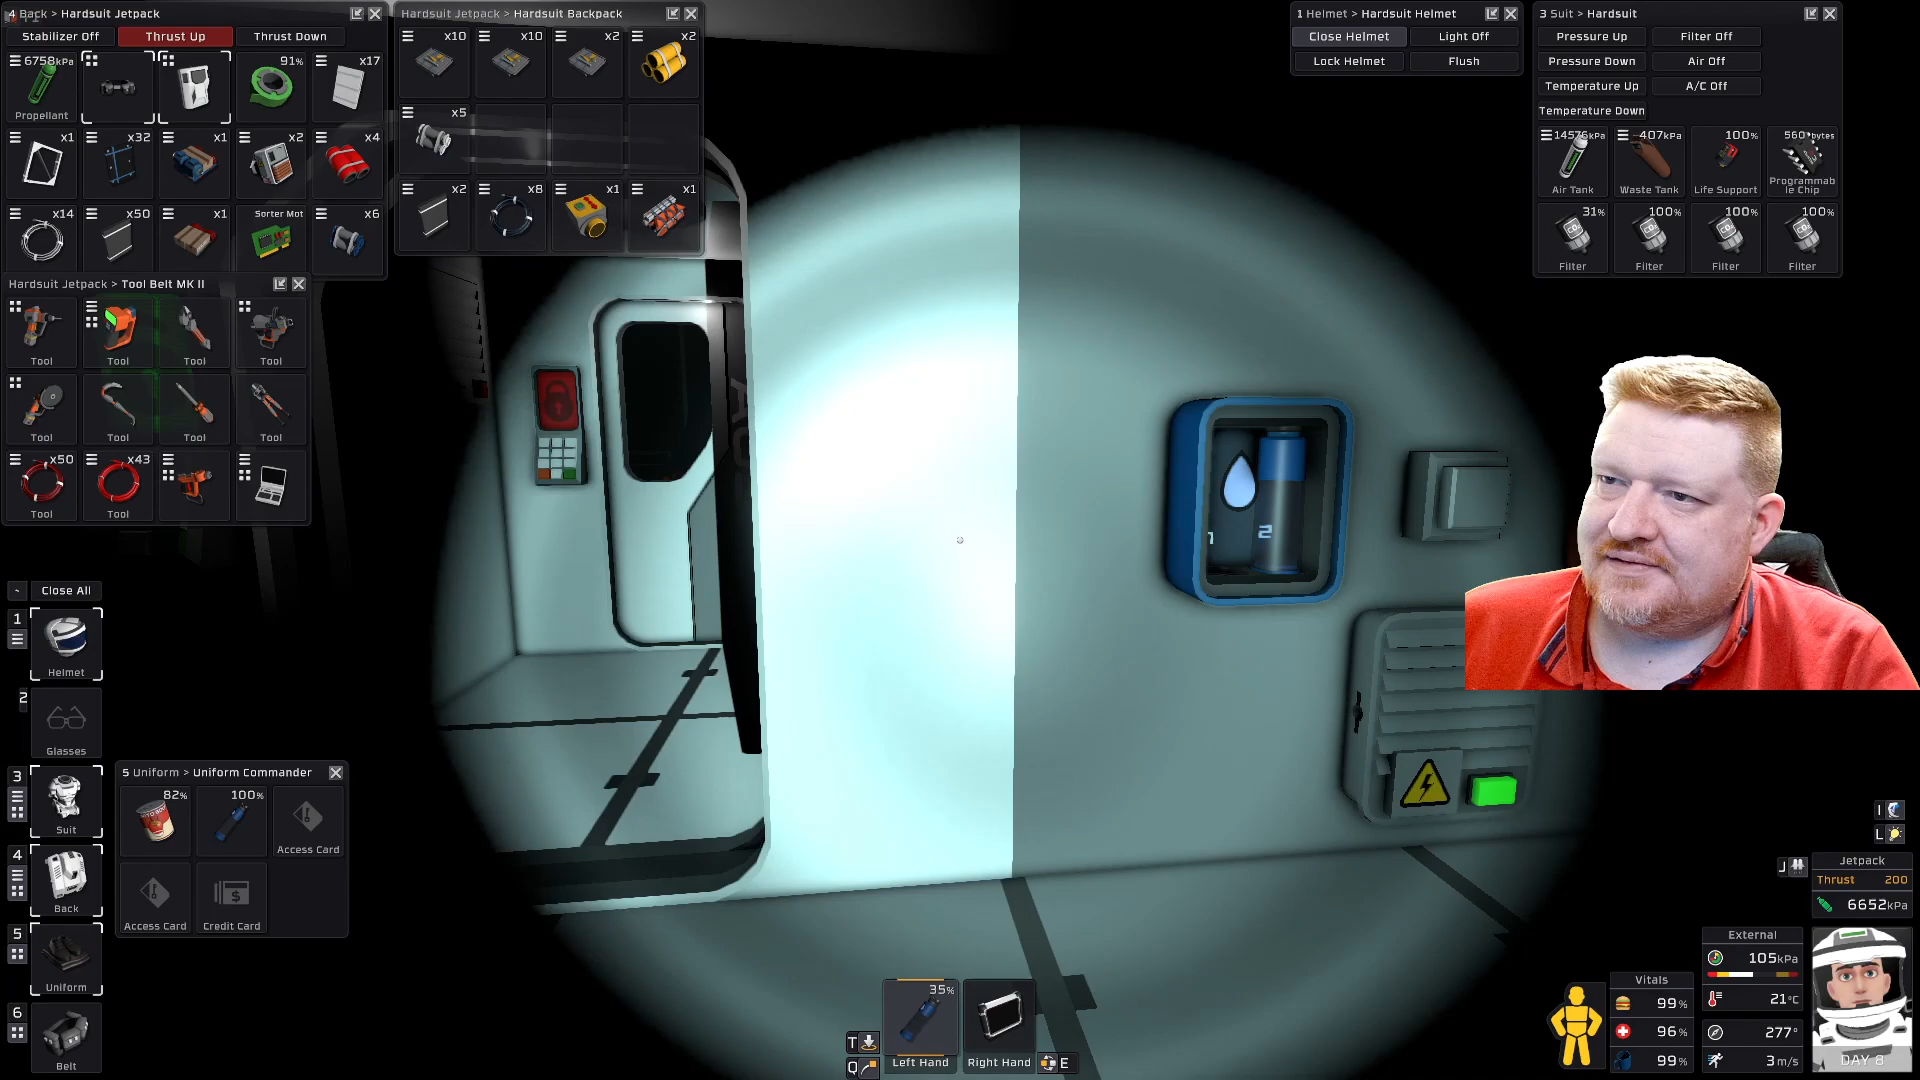 4 Back > Hardsuit Jetpack
Stabilizer Off
Thrust Up
Thrust Down
6758kPa
91%
x17
Propellant
x1
x32
x1
x2
x4
x14
x50
x1
Sorter Mot
x6
Hardsuit Jetpack > Hardsuit Backpack
x10
x10
x2
x2
x5
x2
x8
x1
x1
Hardsuit Jetpack > Tool Belt MK II
Tool
Tool
Tool
Tool
Tool
Tool
Tool
Tool
x50
x43
Tool
Tool
1 Helmet > Hardsuit Helmet
Close Helmet
Light Off
Lock Helmet
Flush
3 Suit > Hardsuit
Pressure Up
Filter Off
Pressure Down
Air Off
Temperature Up
A/C Off
Temperature Down
14576kPa
407kPa
100%
560 bytes
Air Tank
Waste Tank
Life Support
Programmab
le Chip
31%
100%
100%
100%
Filter
Filter
Filter
Filter
~
Close All
1
Helmet
2
Glasses
3
Suit
4
Back
5
Uniform
6
Belt
5 Uniform > Uniform Commander
82%
100%
Access Card
Access Card
Credit Card
1
2
35%
T
Q
Left Hand
Right Hand
E
I
L
J
Jetpack
Thrust 200
6652kPa
External
105kPa
21°C
277°
3m/s
Vitals
99%
96%
99%
DAY 8